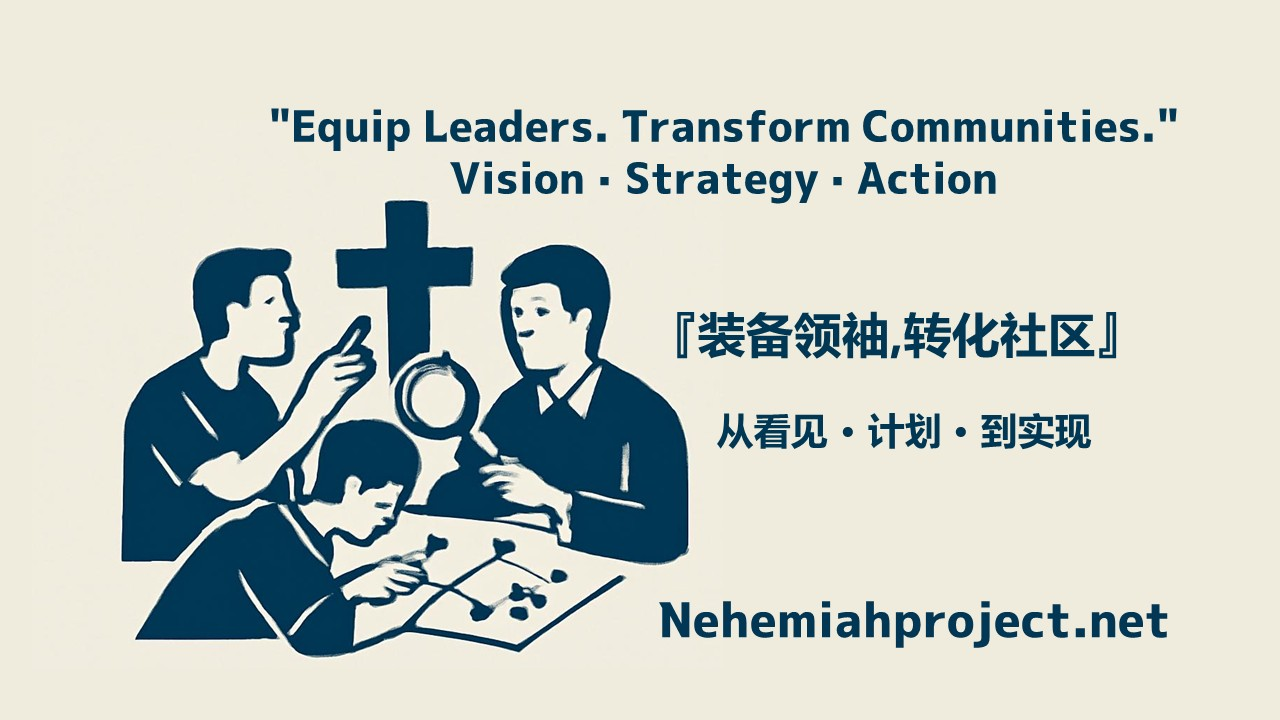 "Equip Leaders. Transform Communities."
Vision · Strategy · Action
『装备领袖,转化社区』
从看见・计划・到实现
Nehemiahproject.net